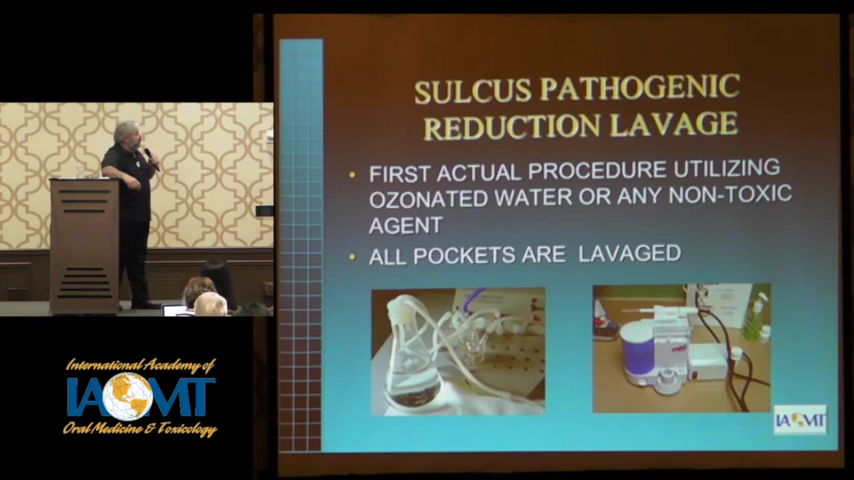 SULCUS PATHOGENIC
REDUCTION LAVAGE
• FIRST ACTUAL PROCEDURE UTILIZING
OZONATED WATER OR ANY NON-TOXIC
AGENT
• ALL POCKETS ARE LAVAGED
IAOMT
International Academy of
IAOMT
Oral Medicine & Toxicology